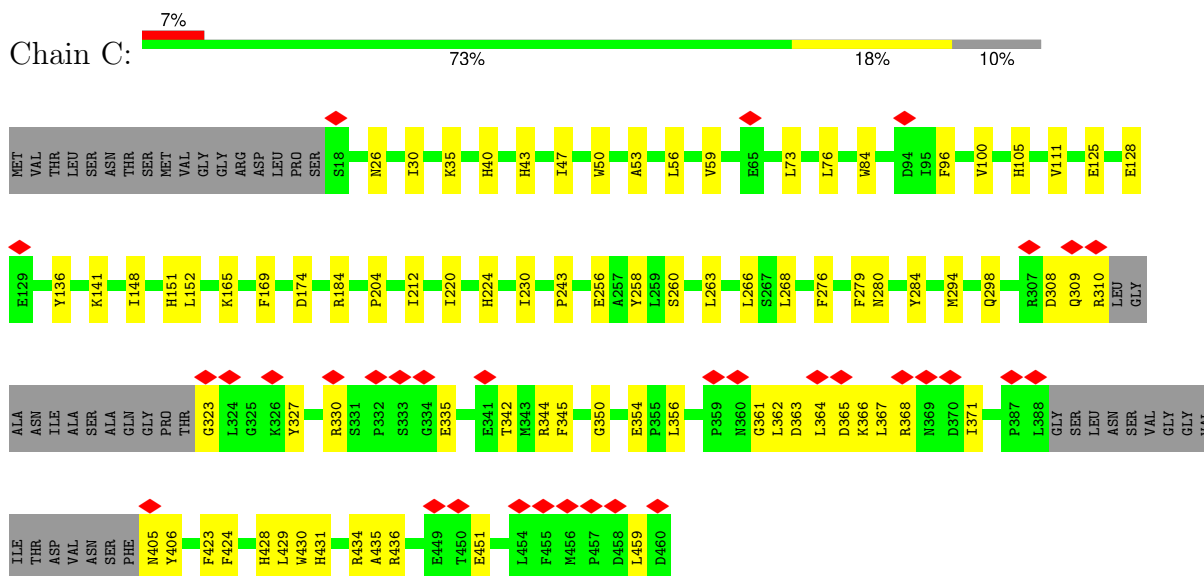 7%
Chain C:
73% 18% 10%
MET VAL THR LEU SER ASN THR SER MET VAL GLY GLY ARG ASP LEU PRO SER S18 N26 I30 K35 H40 H43 I47 W50 A53 L56 V59 E65 L73 L76 W84 D94 I95 F96 V100 H105 V111 E125 E128
E129 Y136 K141 I148 H151 L152 K165 F169 D174 R184 P204 I212 I220 H224 I230 P243 E256 A257 Y258 L259 S260 L263 L266 S267 L268 F276 F279 N280 Y284 M294 Q298 R307 D308 Q309 R310 LEU GLY
ALA ASN ILE ALA SER ALA GLN GLY PRO THR G323 L324 G325 K326 Y327 R330 S331 P332 S333 G334 E335 E341 T342 M343 R344 F345 G350 E354 P355 L356 P359 N360 G361 L362 D363 L364 D365 K366 L367 R368 N369 D370 I371 P387 L388 GLY SER LEU ASN SER VAL GLY GLY VAL
ILE THR ASP VAL ASN SER PHE N405 Y406 F423 F424 H428 L429 W430 H431 R434 A435 R436 E449 T450 E451 L454 F455 M456 P457 D458 L459 D460